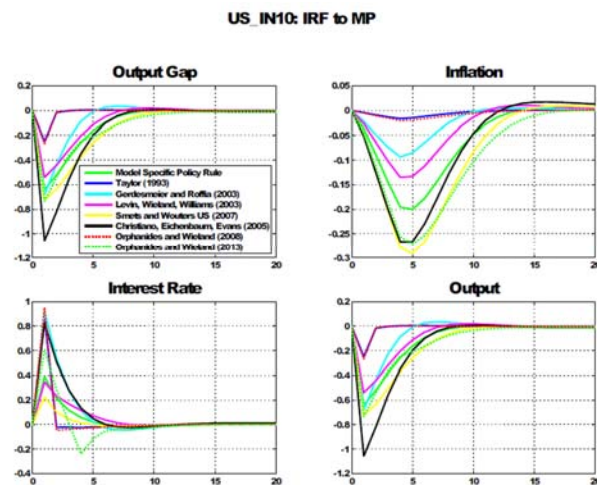 US_IN10: IRF to MP
Output Gap
0.2
0
-0.2
-0.4
-0.6
-0.8
-1
-1.2
0 5 10 15 20
Model Specific Policy Rule
Taylor (1993)
Gerdesmeier and Roffia (2003)
Levin, Wieland, Williams (2003)
Smets and Wouters US (2007)
Christiano, Eichenbaum, Evans (2005)
Orphanides and Wieland (2008)
Orphanides and Wieland (2013)
Inflation
0.05
0
-0.05
-0.1
-0.15
-0.2
-0.25
-0.3
0 5 10 15 20
Interest Rate
1
0.8
0.6
0.4
0.2
0
-0.2
-0.4
0 5 10 15 20
Output
0.2
0
-0.2
-0.4
-0.6
-0.8
-1
-1.2
0 5 10 15 20